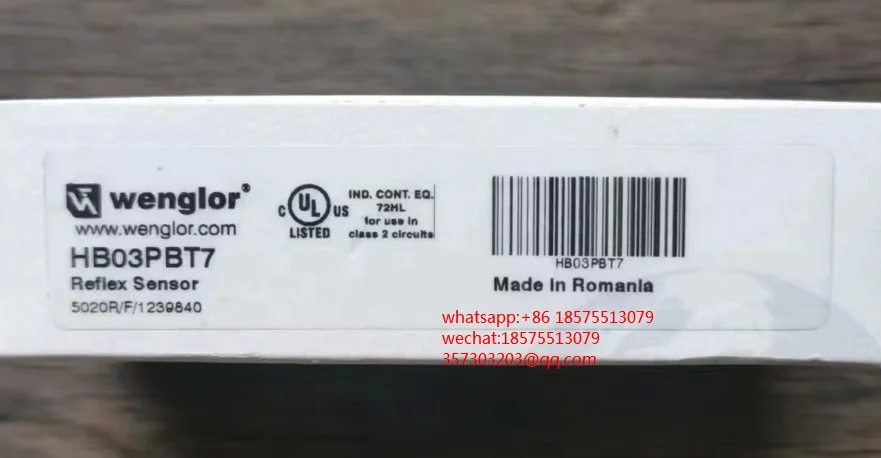 wenglor®
www.wenglor.com
HB03PBT7
Reflex Sensor
5020R/F/1239840
C UL US
LISTED
IND. CONT. EQ.
72HL
for use in
class 2 circuits
HB03PBT7
Made in Romania
whatsapp:+86 18575513079
wechat:18575513079
357303203@qq.com